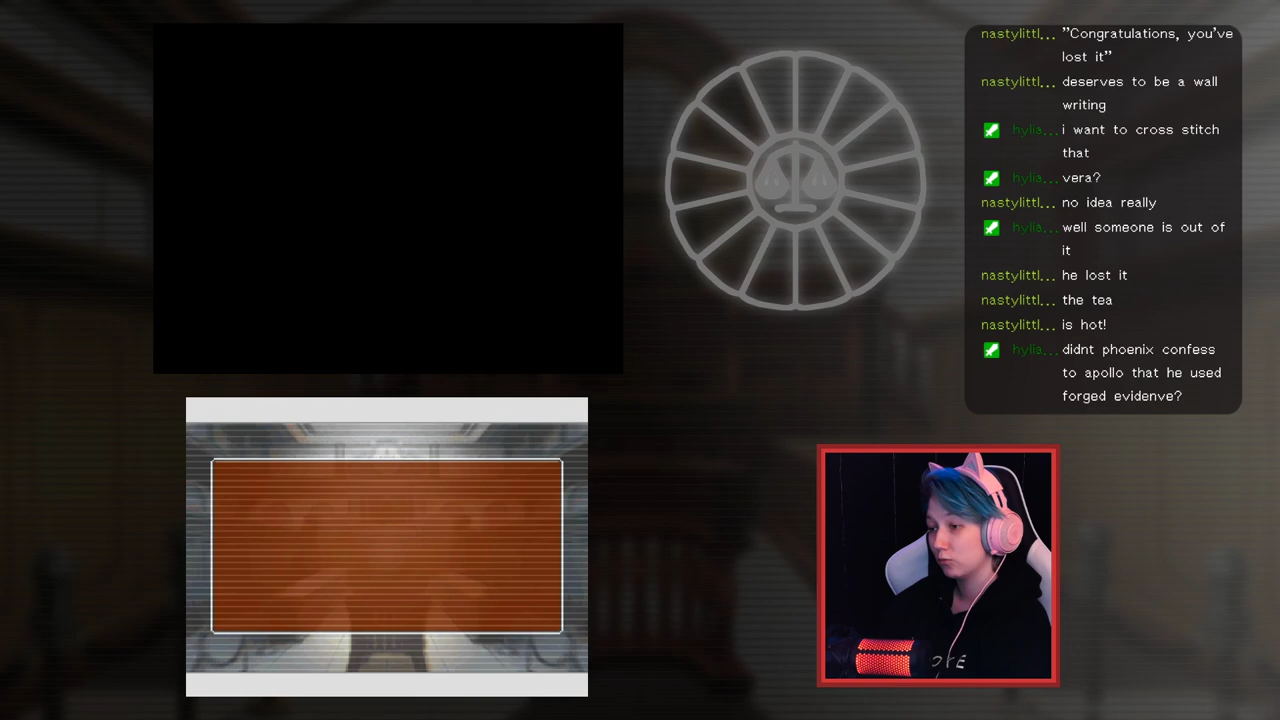 nastylittl... "Congratulations, you've
lost it"
nastylittl... deserves to be a wall
writing
hylia... i want to cross stitch
that
hylia... vera?
nastylittl... no idea really
hylia... well someone is out of
it
nastylittl... he lost it
nastylittl... the tea
nastylittl... is hot!
hylia... didnt phoenix confess
to apollo that he used
forged evidenve?